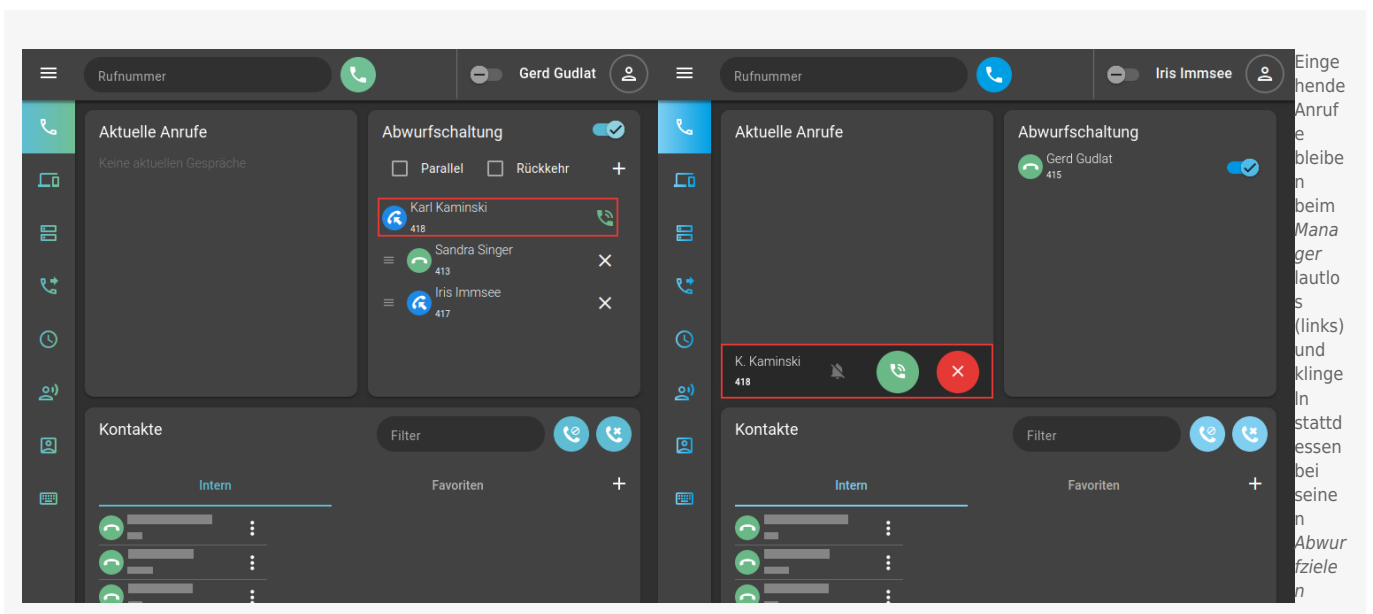 Rufnummer
Gerd Gudlat
Aktuelle Anrufe
Keine aktuellen Gespräche
Abwurfschaltung
Parallel
Rückkehr
Karl Kaminski
418
Sandra Singer
413
Iris Immsee
417
Kontakte
Filter
Intern
Favoriten
Rufnummer
Iris Immsee
Aktuelle Anrufe
K. Kaminski
418
Abwurfschaltung
Gerd Gudlat
415
Kontakte
Filter
Intern
Favoriten
Einge
hende
Anruf
e
bleibe
n
beim
Mana
ger
lautlo
s
(links)
und
klinge
ln
stattd
essen
bei
seine
n
Abwur
fziele
n